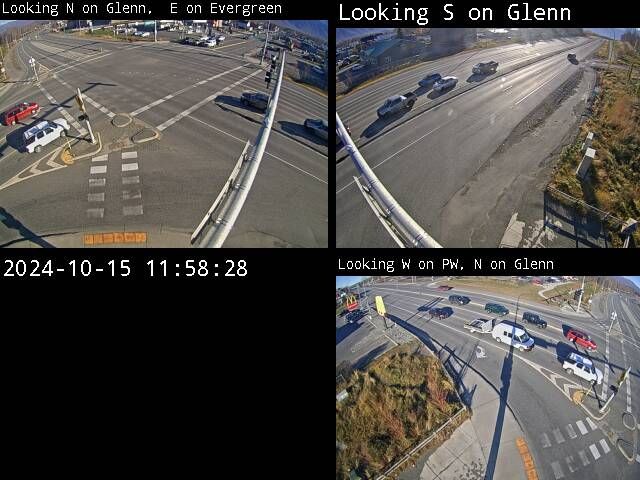 Looking N on Glenn,  E on Evergreen
Looking S on Glenn
2024-10-15 11:58:28
Looking W on PW, N on Glenn